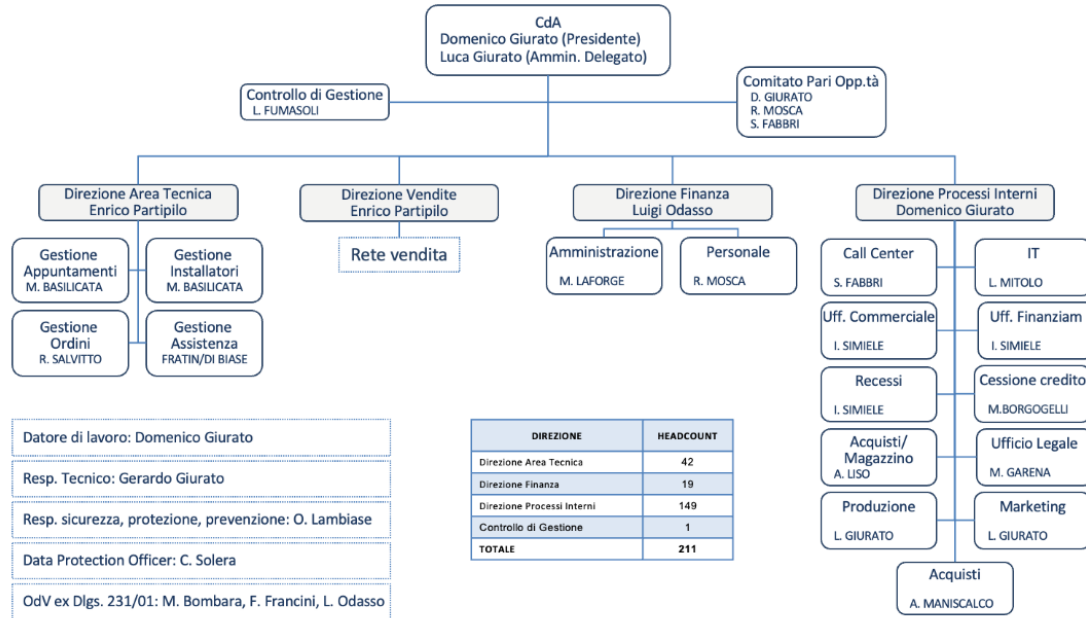 CdA
Domenico Giurato (Presidente)
Luca Giurato (Ammin. Delegato)
Controllo di Gestione
L. FUMASOLI
Comitato Pari Opp.tà
D. GIURATO
R. MOSCA
S. FABBRI
Direzione Area Tecnica
Enrico Partipilo
Direzione Vendite
Enrico Partipilo
Direzione Finanza
Luigi Odasso
Direzione Processi Interni
Domenico Giurato
Gestione
Appuntamenti
M. BASILICATA
Gestione
Installatori
M. BASILICATA
Gestione
Ordini
R. SALVITTO
Gestione
Assistenza
FRATIN/DI BIASE
Rete vendita
Amministrazione
M. LAFORGE
Personale
R. MOSCA
Call Center
S. FABBRI
IT
L. MITOLO
Uff. Commerciale
I. SIMIELE
Uff. Finanziam
I. SIMIELE
Recessi
I. SIMIELE
Cessione credito
M.BORGOGELLI
Acquisti/
Magazzino
A. LISO
Ufficio Legale
M. GARENA
Produzione
L. GIURATO
Marketing
L. GIURATO
Acquisti
A. MANISCALCO
Datore di lavoro: Domenico Giurato
Resp. Tecnico: Gerardo Giurato
Resp. sicurezza, protezione, prevenzione: O. Lambiase
Data Protection Officer: C. Solera
OdV ex Dlgs. 231/01: M. Bombara, F. Francini, L. Odasso
DIREZIONE HEADCOUNT
Direzione Area Tecnica 42
Direzione Finanza 19
Direzione Processi Interni 149
Controllo di Gestione 1
TOTALE 211